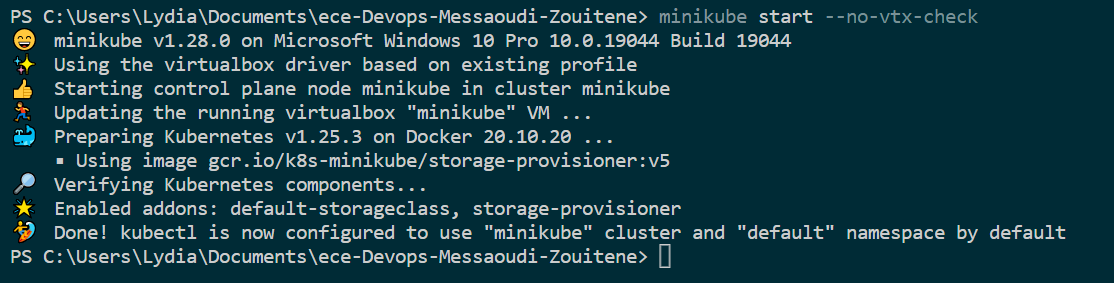 PS C:\Users\Lydia\Documents\ece-Devops-Messaoudi-Zouitene> minikube start --no-vtx-check
😄 minikube v1.28.0 on Microsoft Windows 10 Pro 10.0.19044 Build 19044
✨ Using the virtualbox driver based on existing profile
👍 Starting control plane node minikube in cluster minikube
🏃 Updating the running virtualbox "minikube" VM ...
🐳 Preparing Kubernetes v1.25.3 on Docker 20.10.20 ...
▪ Using image gcr.io/k8s-minikube/storage-provisioner:v5
🔎 Verifying Kubernetes components...
🌟 Enabled addons: default-storageclass, storage-provisioner
🏄 Done! kubectl is now configured to use "minikube" cluster and "default" namespace by default
PS C:\Users\Lydia\Documents\ece-Devops-Messaoudi-Zouitene>